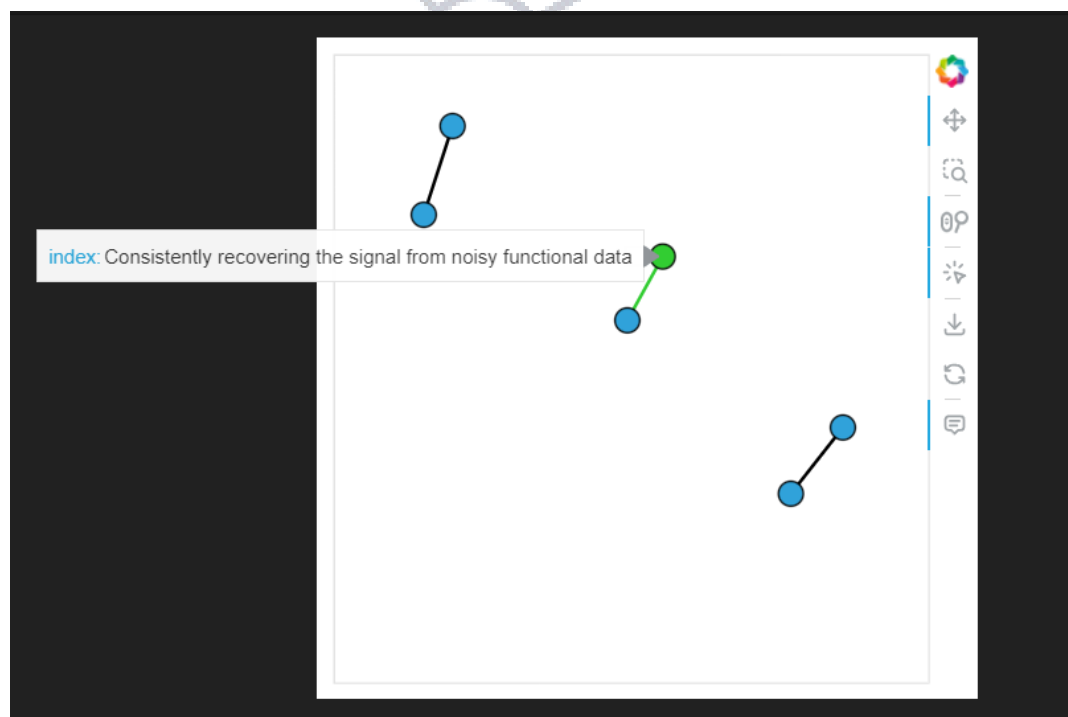 index: Consistently recovering the signal from noisy functional data